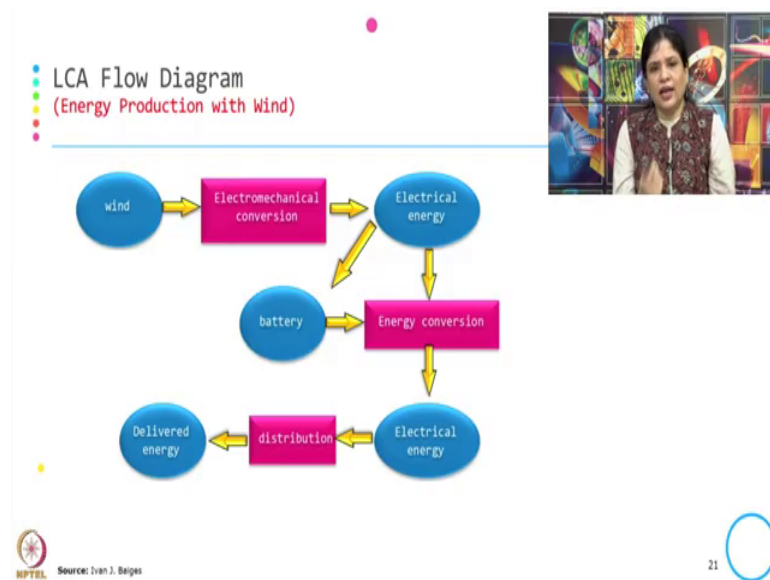 LCA Flow Diagram
(Energy Production with Wind)
wind
Electromechanical
conversion
Electrical
energy
battery
Energy conversion
Delivered
energy
distribution
Electrical
energy
NPTEL
Source: Ivan J. Baiges
21